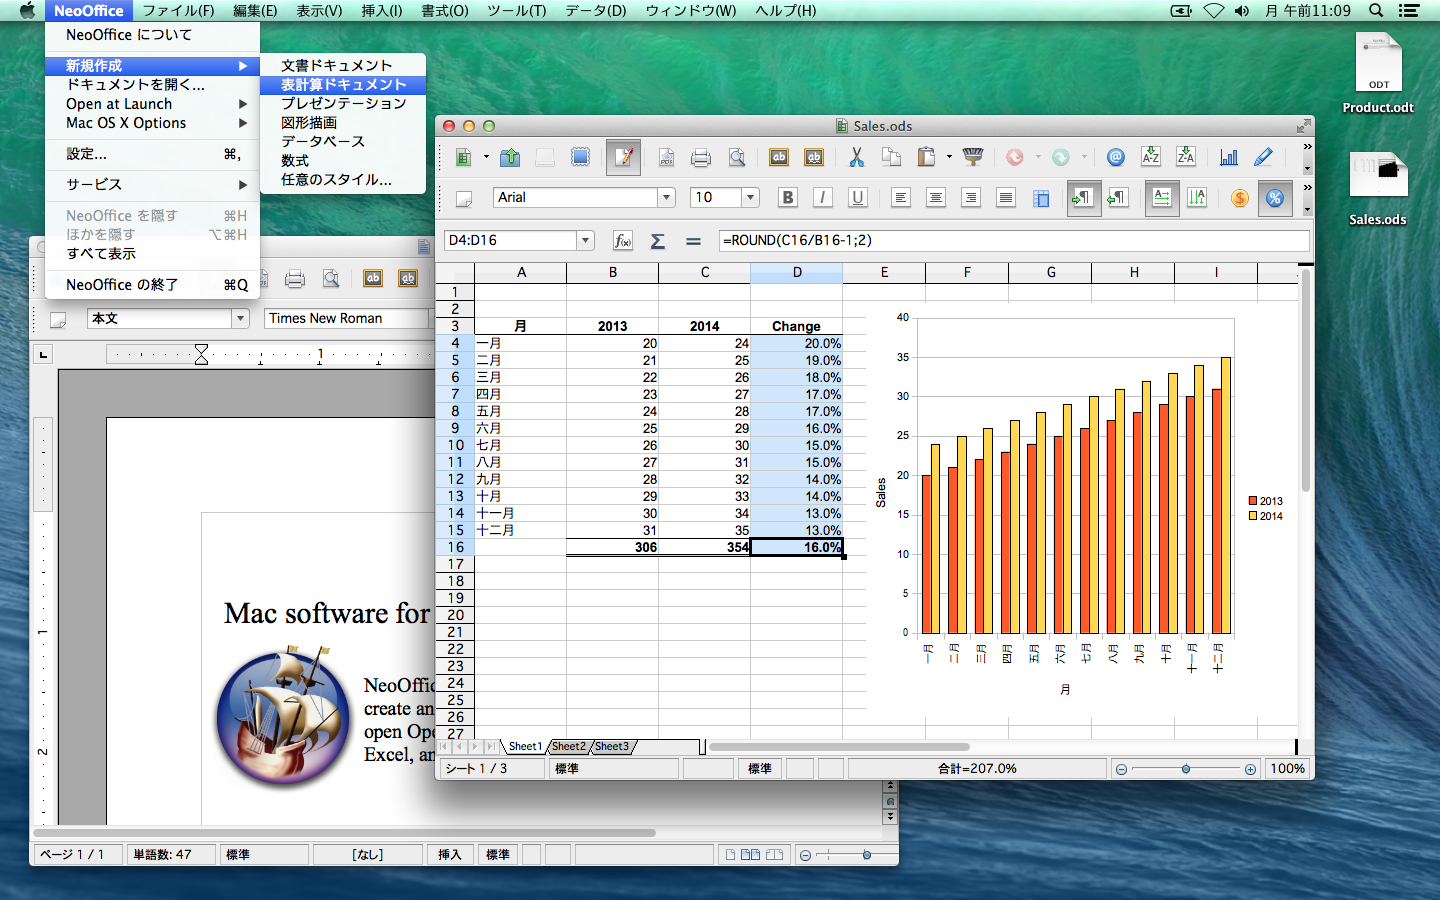 NeoOffice ファイル(F) 編集(E) 表示(V) 挿入(I) 書式(O) ツール(T) データ(D) ウィンドウ(W) ヘルプ(H) 月 午前11:09
NeoOffice について
新規作成
ドキュメントを開く...
Open at Launch
Mac OS X Options
設定... ⌘,
サービス
NeoOffice を隠す ⌘H
ほかを隠す ⌥⌘H
すべて表示
NeoOffice の終了 ⌘Q
文書ドキュメント
表計算ドキュメント
プレゼンテーション
図形描画
データベース
数式
任意のスタイル...
ODT
Product.odt
Sales.ods
Sales.ods
Arial 10 B I U
D4:D16 f(x) Σ = =ROUND(C16/B16-1;2)
A B C D E F G H I
1
2
3 月 2013 2014 Change
4 一月 20 24 20.0%
5 二月 21 25 19.0%
6 三月 22 26 18.0%
7 四月 23 27 17.0%
8 五月 24 28 17.0%
9 六月 25 29 16.0%
10 七月 26 30 15.0%
11 八月 27 31 15.0%
12 九月 28 32 14.0%
13 十月 29 33 14.0%
14 十一月 30 34 13.0%
15 十二月 31 35 13.0%
16 306 354 16.0%
17
18
19
20
21
22
23
24
25
26
27
40
35
30
25
20
15
10
5
0
Sales
一月 二月 三月 四月 五月 六月 七月 八月 九月 十月 十一月 十二月
月
2013
2014
Sheet1 Sheet2 Sheet3
シート 1 / 3 標準 標準 合計=207.0% 100%
本文 Times New Roman
1
1
2
Mac software for
NeoOffic
create an
open Ope
Excel, an
ページ 1 / 1 単語数: 47 標準 [なし] 挿入 標準